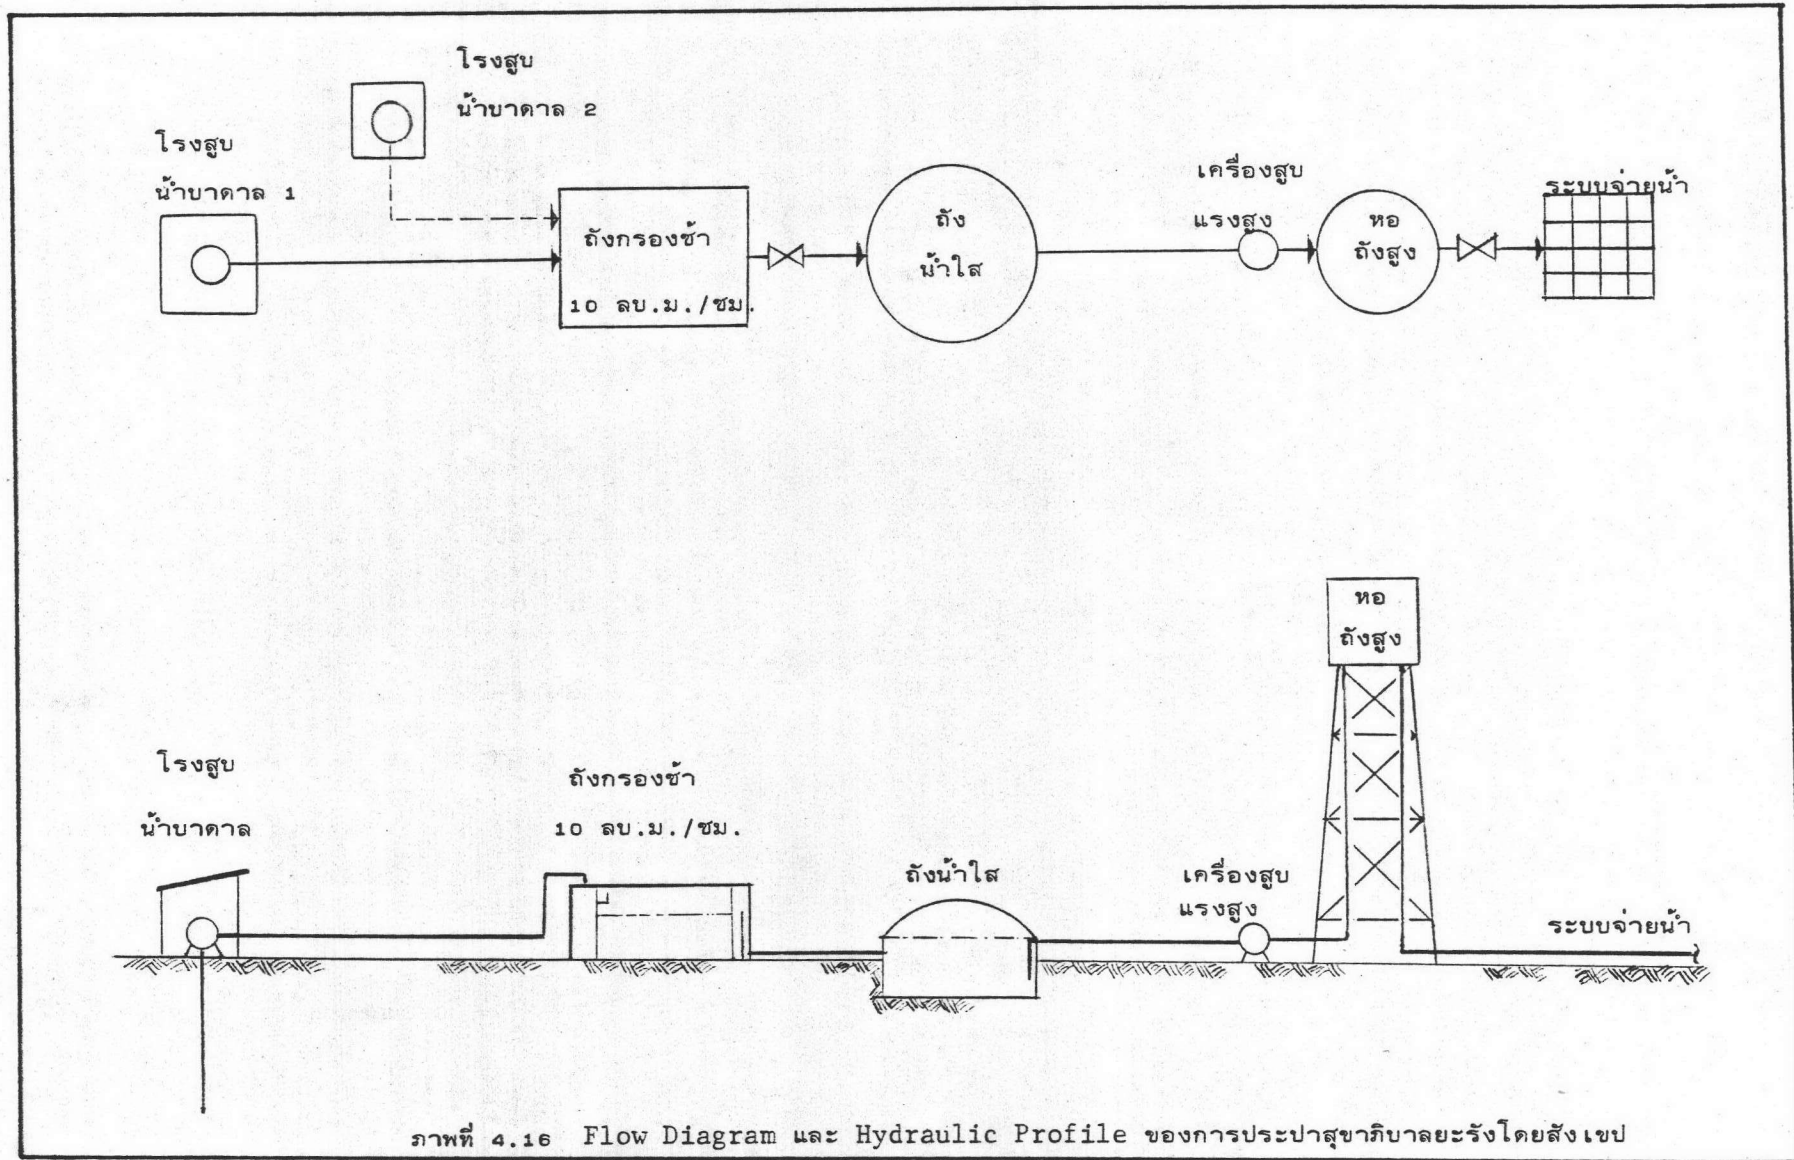 โรงสูบ
น้ำบาดาล 2
โรงสูบ
น้ำบาดาล 1
ถังกรองช้า
10 ลบ.ม./ชม.
ถัง
น้ำใส
เครื่องสูบ
แรงสูง
หอ
ถังสูง
ระบบจ่ายน้ำ
หอ
ถังสูง
โรงสูบ
น้ำบาดาล
ถังกรองช้า
10 ลบ.ม./ชม.
ถังน้ำใส
เครื่องสูบ
แรงสูง
ระบบจ่ายน้ำ
ภาพที่ 4.16 Flow Diagram และ Hydraulic Profile ของการประปาสุขาภิบาลยะรังโดยสังเขป